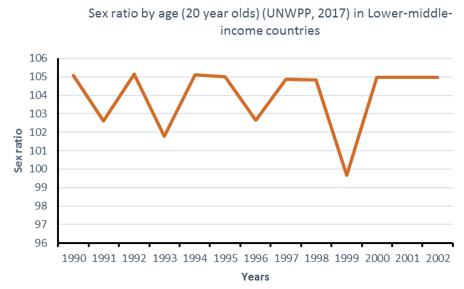 Sex ratio by age (20 year olds) (UNWPP, 2017) in Lower-middle-
income countries
106
105
104
103
102
101
100
99
98
97
96
Sex ratio
1990 1991 1992 1993 1994 1995 1996 1997 1998 1999 2000 2001 2002
Years